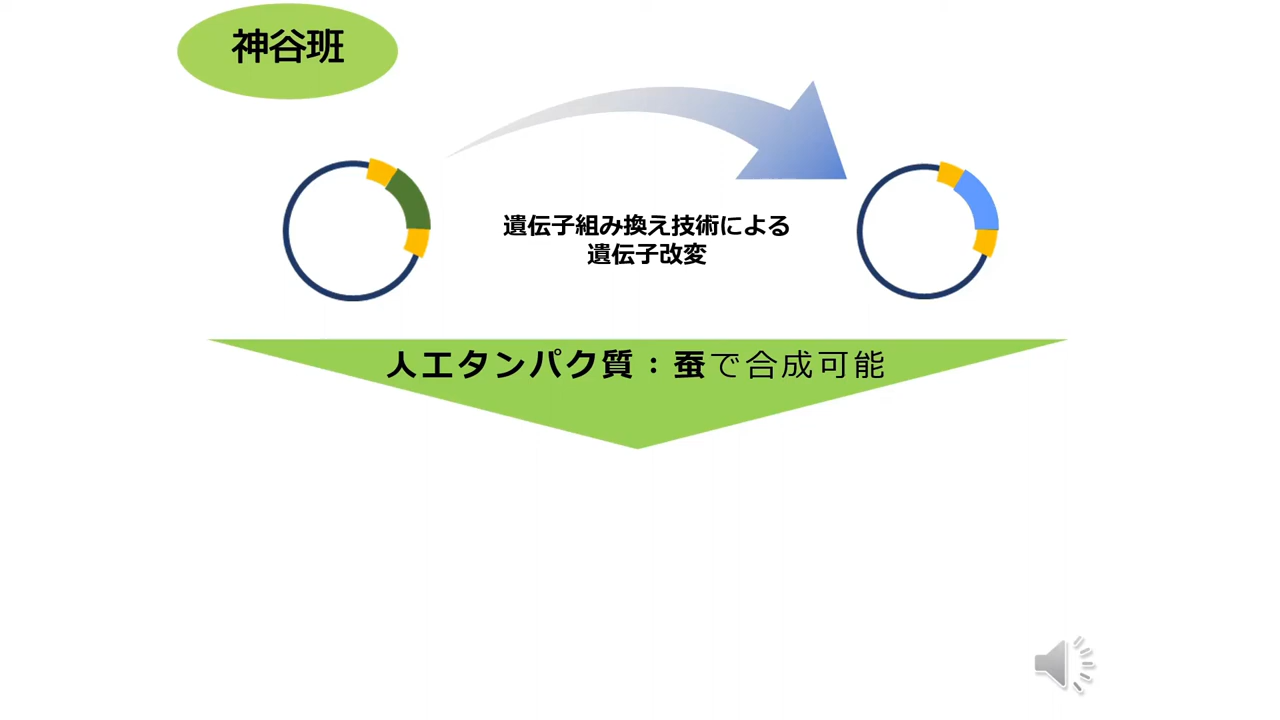 神谷班
遺伝子組み換え技術による
遺伝子改変
人工タンパク質：蚕で合成可能